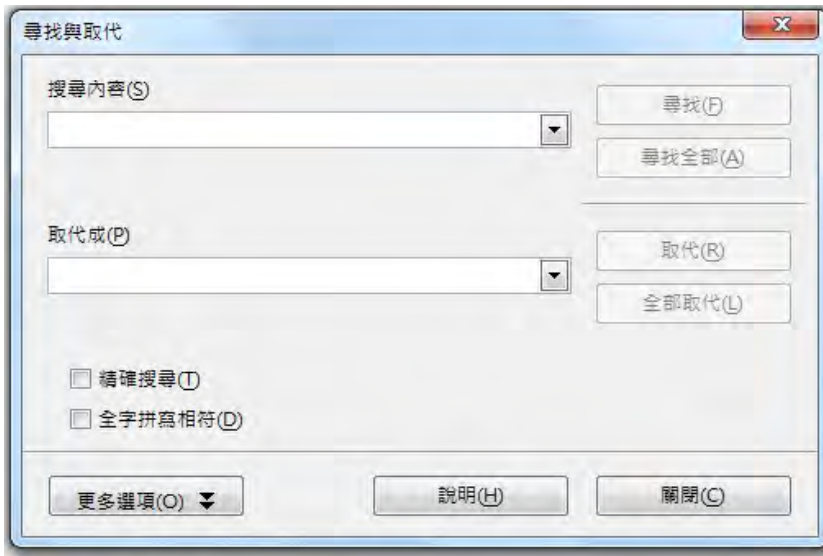 尋找與取代
搜尋內容(S)
尋找(F)
尋找全部(A)
取代成(P)
取代(R)
全部取代(L)
精確搜尋(T)
全字拼寫相符(D)
更多選項(O)
說明(H)
關閉(C)